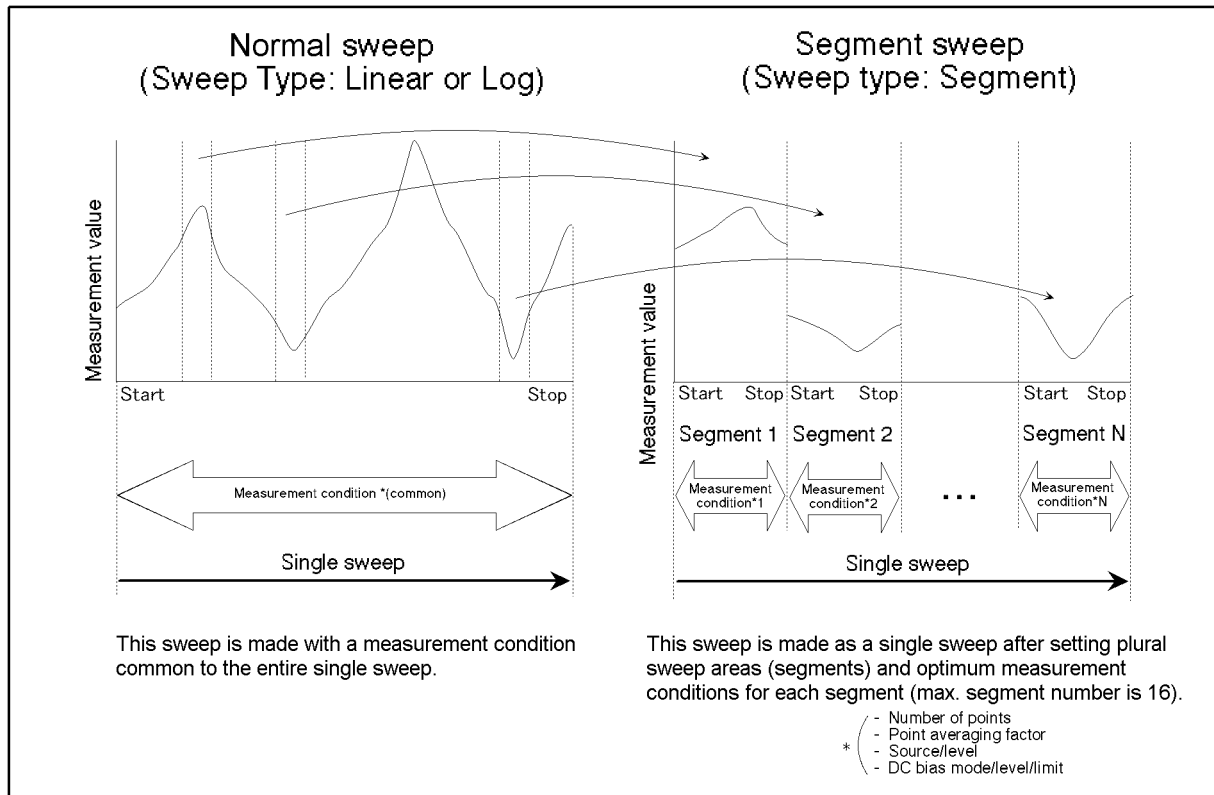 Normal sweep
(Sweep Type: Linear or Log)
Measurement value
Start
Stop
Measurement condition *(common)
Single sweep
This sweep is made with a measurement condition
common to the entire single sweep.
Segment sweep
(Sweep type: Segment)
Measurement value
Start Stop
Start Stop
Start Stop
Segment 1
Segment 2
Segment N
Measurement
condition*1
Measurement
condition*2
...
Measurement
condition*N
Single sweep
This sweep is made as a single sweep after setting plural
sweep areas (segments) and optimum measurement
conditions for each segment (max. segment number is 16).
*
- Number of points
- Point averaging factor
- Source/level
- DC bias mode/level/limit